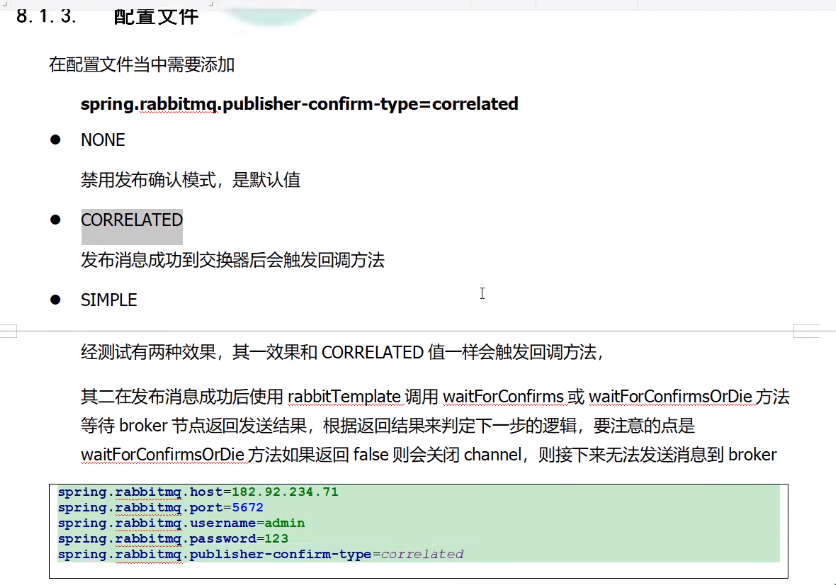 8.1.3. 配置文件
在配置文件当中需要添加
spring.rabbitmq.publisher-confirm-type=correlated
● NONE
禁用发布确认模式，是默认值
● CORRELATED
发布消息成功到交换器后会触发回调方法
● SIMPLE
经测试有两种效果，其一效果和 CORRELATED 值一样会触发回调方法，
其二在发布消息成功后使用 rabbitTemplate 调用 waitForConfirms 或 waitForConfirmsOrDie 方法
等待 broker 节点返回发送结果，根据返回结果来判定下一步的逻辑，要注意的点是
waitForConfirmsOrDie 方法如果返回 false 则会关闭 channel，则接下来无法发送消息到 broker
spring.rabbitmq.host=182.92.234.71
spring.rabbitmq.port=5672
spring.rabbitmq.username=admin
spring.rabbitmq.password=123
spring.rabbitmq.publisher-confirm-type=correlated